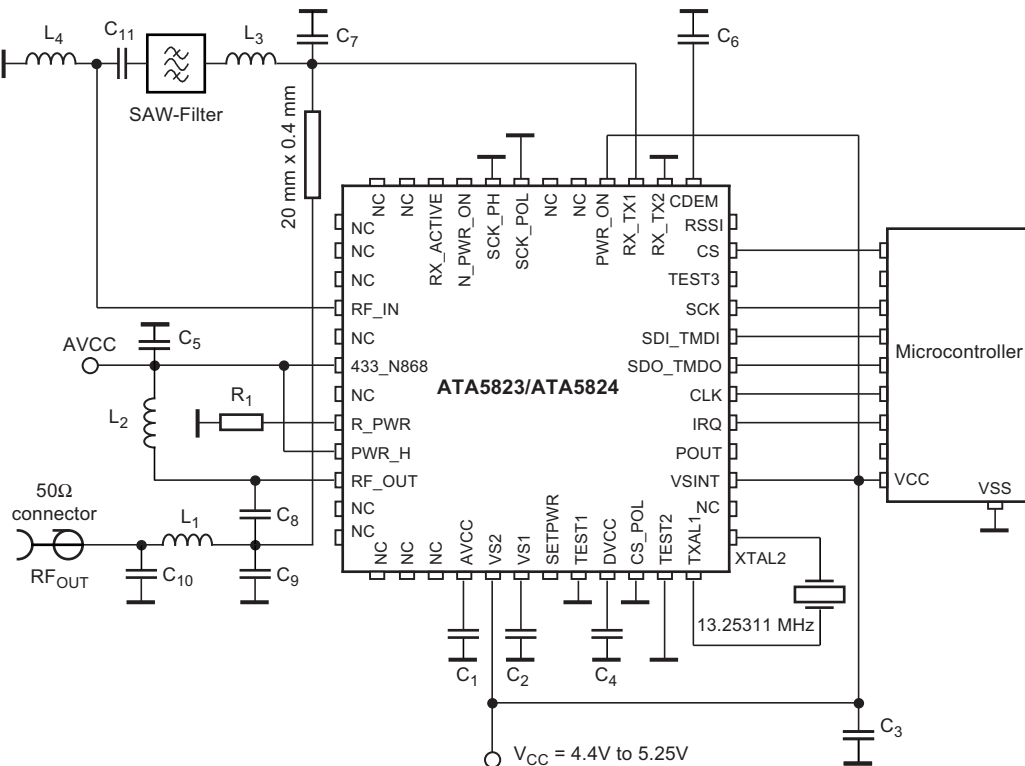 L4
C11
L3
C7
C6
SAW-Filter
20 mm x 0.4 mm
NC
NC
RX_ACTIVE
N_PWR_ON
SCK_PH
SCK_POL
NC
NC
PWR_ON
RX_TX1
RX_TX2
CDEM
NC
NC
NC
RF_IN
NC
433_N868
NC
R_PWR
PWR_H
RF_OUT
NC
NC
AVCC
C5
L2
R1
50Ω
connector
RFOUT
L1
C8
C10
C9
ATA5823/ATA5824
RSSI
CS
TEST3
SCK
SDI_TMDI
SDO_TMDO
CLK
IRQ
POUT
VSINT
NC
XTAL2
Microcontroller
VCC
VSS
NC
NC
NC
AVCC
VS2
VS1
SETPWR
TEST1
DVCC
CS_POL
TEST2
TXAL1
13.25311 MHz
C1
C2
C4
C3
VCC = 4.4V to 5.25V